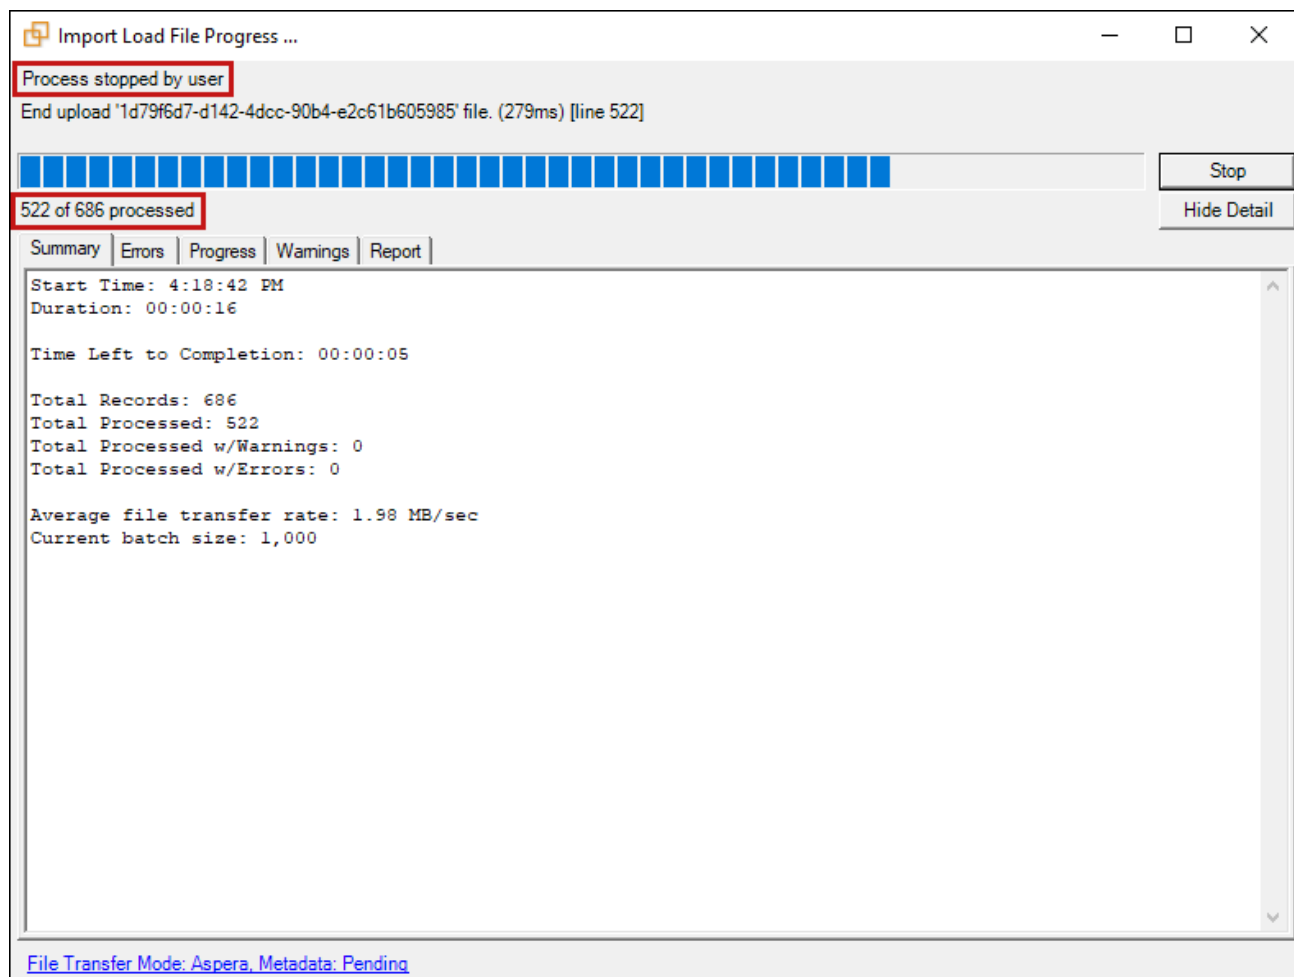 Import Load File Progress ...
Process stopped by user
End upload '1d79f6d7-d142-4dcc-90b4-e2c61b605985' file. (279ms) [line 522]
Stop
522 of 686 processed
Hide Detail
Summary Errors Progress Warnings Report
Start Time: 4:18:42 PM
Duration: 00:00:16
Time Left to Completion: 00:00:05
Total Records: 686
Total Processed: 522
Total Processed w/Warnings: 0
Total Processed w/Errors: 0
Average file transfer rate: 1.98 MB/sec
Current batch size: 1,000
File Transfer Mode: Aspera, Metadata: Pending